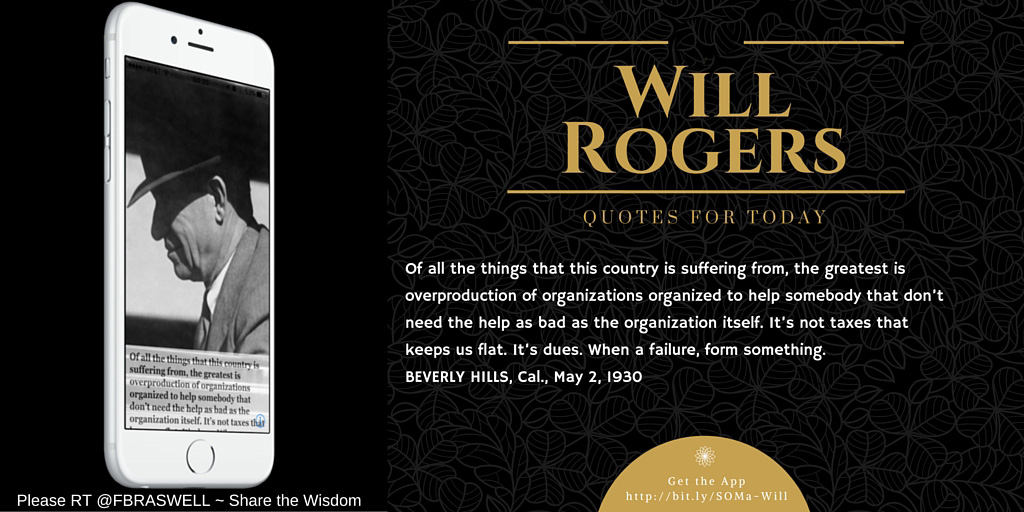 Of all the things that this country is
suffering from, the greatest is
overproduction of organizations
organized to help somebody that
don't need the help as bad as the
organization itself. It's not taxes that
Please RT @FBRASWELL ~ Share the Wisdom
WILL
ROGERS
QUOTES FOR TODAY
Of all the things that this country is suffering from, the greatest is
overproduction of organizations organized to help somebody that don't
need the help as bad as the organization itself. It's not taxes that
keeps us flat. It's dues. When a failure, form something.
BEVERLY HILLS, Cal., May 2, 1930
Get the App
http://bit.ly/SOMa-Will